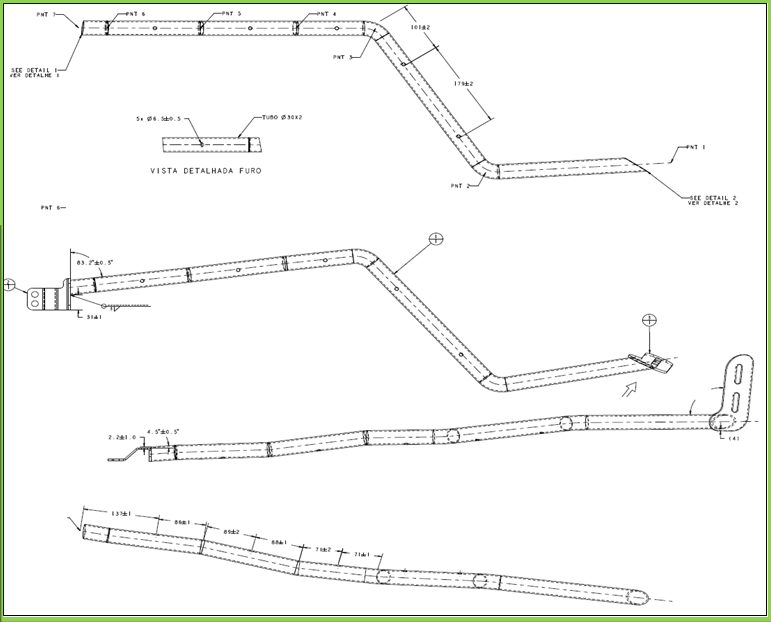 PNT 7
PNT 6
PNT 5
PNT 4
101±2
PNT 3
SEE DETAIL 1
VER DETALHE 1
179±2
5x Ø6.5±0.5
TUBO Ø30X2
PNT 1
VISTA DETALHADA FURO
PNT 2
SEE DETAIL 2
VER DETALHE 2
PNT 6
83.2°±0.5°
31±1
4.5°±0.5°
2.2±1.0
(4)
137±1
86±1
89±2
88±1
71±2
71±1